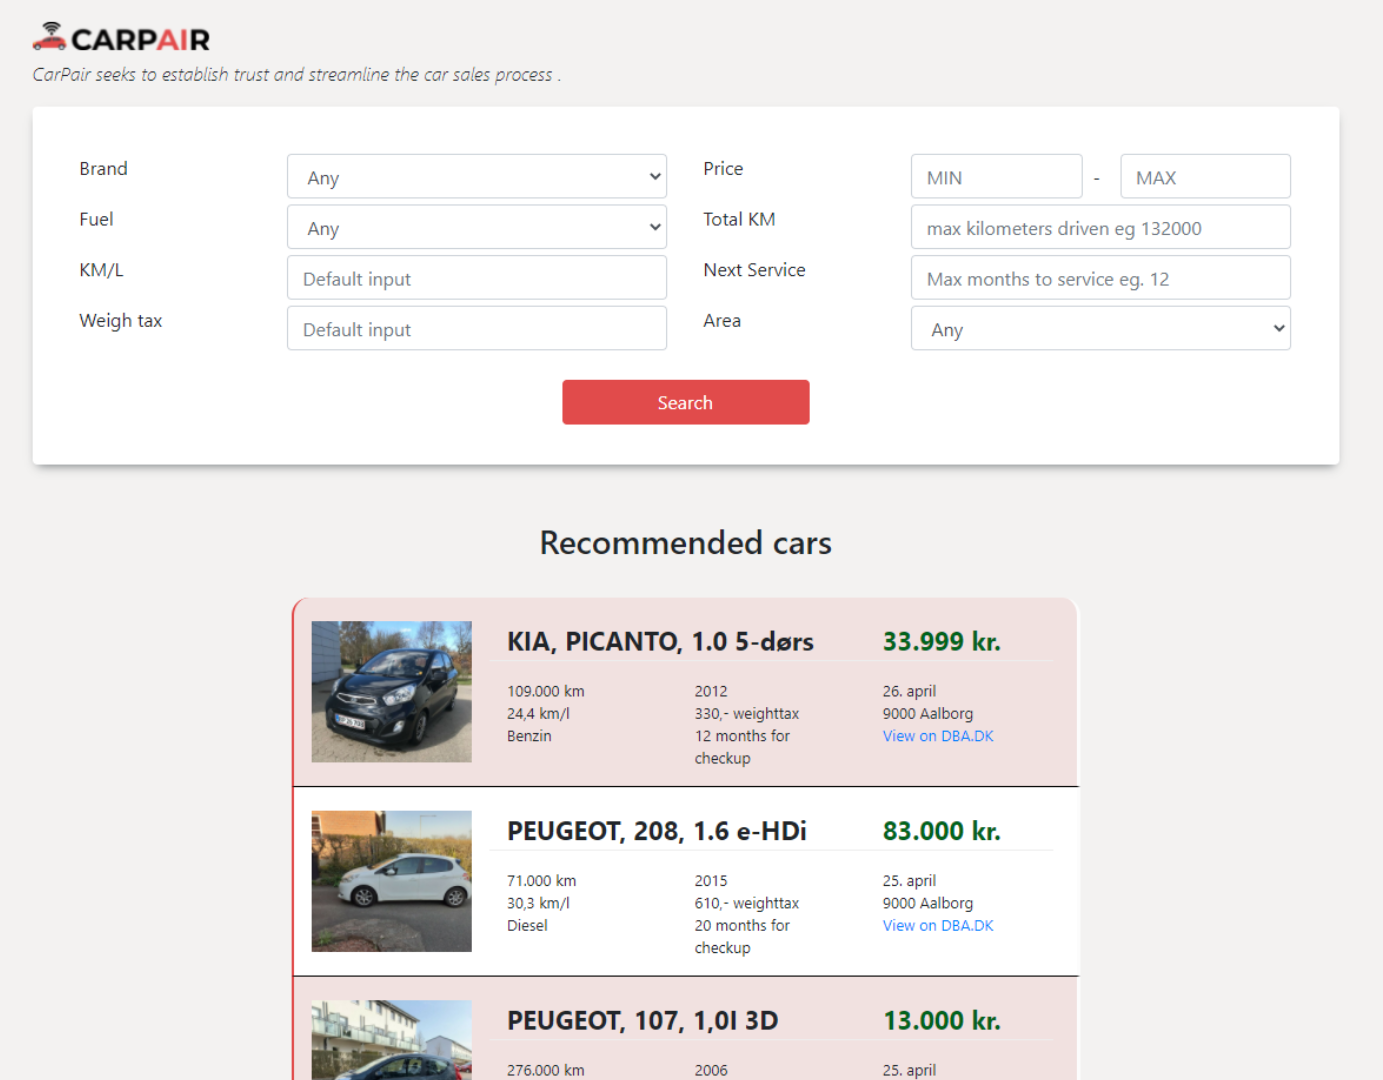 CARPAIR
CarPair seeks to establish trust and streamline the car sales process .
Brand
Any
Price
MIN
-
MAX
Fuel
Any
Total KM
max kilometers driven eg 132000
KM/L
Default input
Next Service
Max months to service eg. 12
Weigh tax
Default input
Area
Any
Search
Recommended cars
KIA, PICANTO, 1.0 5-dørs
33.999 kr.
109.000 km
2012
26. april
24,4 km/l
330,- weighttax
9000 Aalborg
Benzin
12 months for
checkup
View on DBA.DK
PEUGEOT, 208, 1.6 e-HDi
83.000 kr.
71.000 km
2015
25. april
30,3 km/l
610,- weighttax
9000 Aalborg
Diesel
20 months for
checkup
View on DBA.DK
PEUGEOT, 107, 1,0I 3D
13.000 kr.
276.000 km
2006
25. april